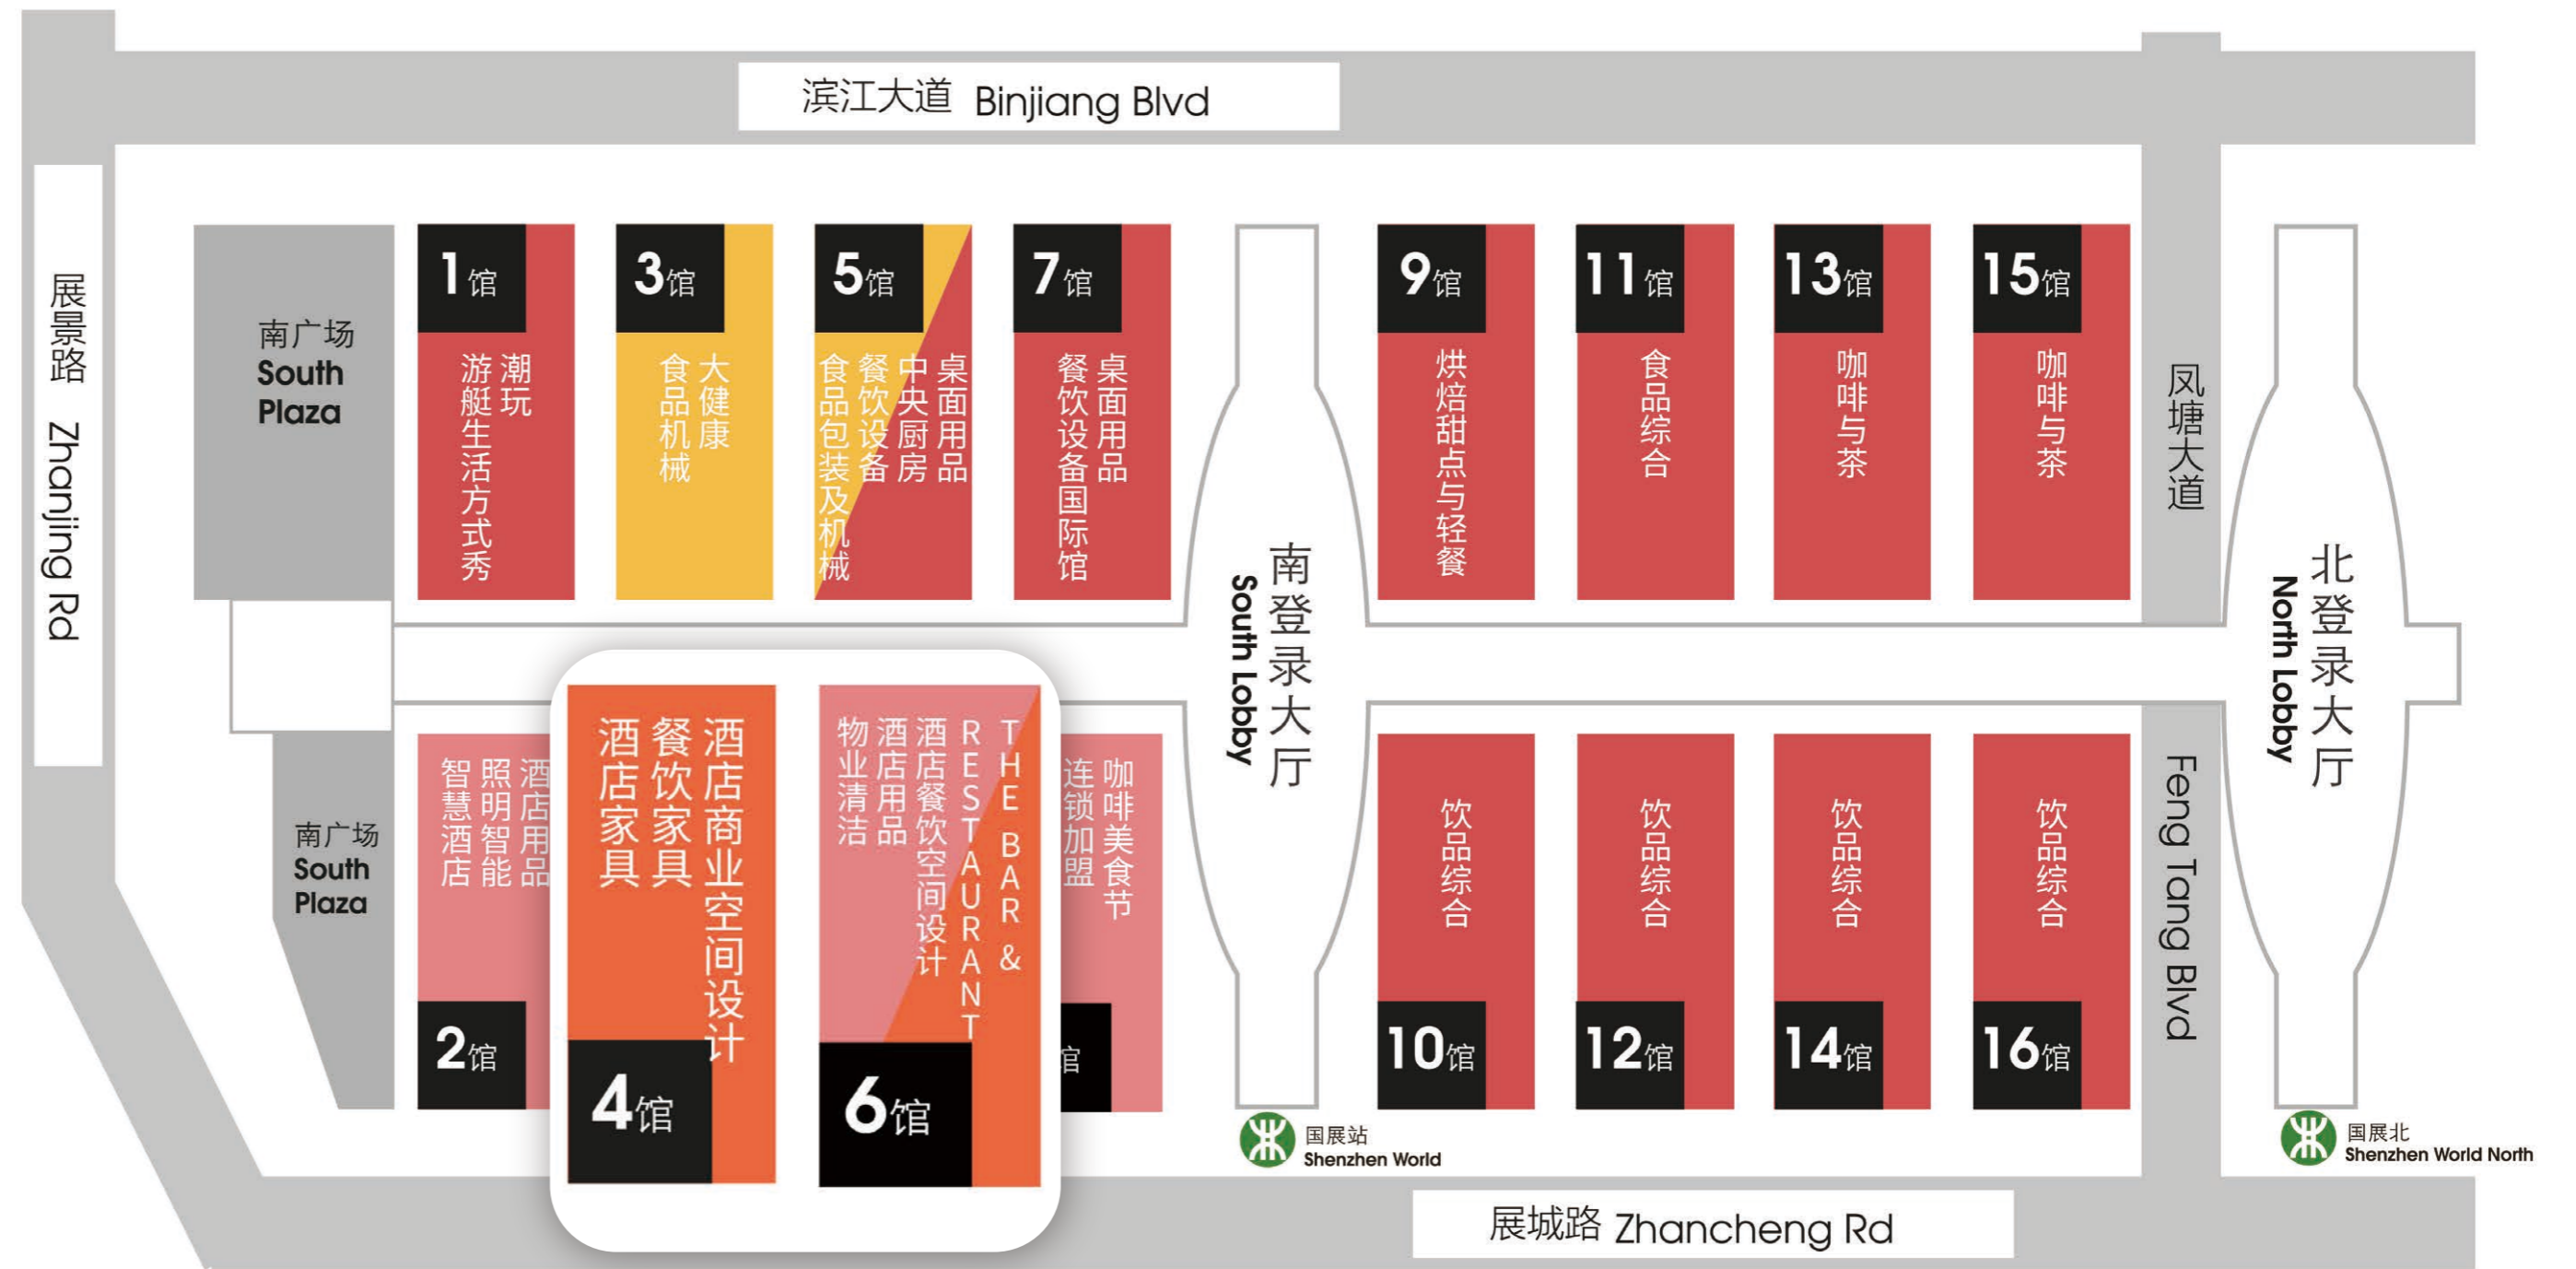 滨江大道 Binjiang Blvd
展景路 Zhanjing Rd
南广场
South
Plaza
1馆
潮玩
游艇生活方式秀
3馆
大健康
食品机械
5馆
桌面用品
中央厨房
餐饮设备
食品包装及机械
7馆
桌面用品
餐饮设备国际馆
9馆
烘焙甜点与轻餐
11馆
食品综合
13馆
咖啡与茶
15馆
咖啡与茶
凤塘大道 Feng Tang Blvd
南登录大厅
South Lobby
北登录大厅
North Lobby
南广场
South
Plaza
酒店用品
照明智能
智慧酒店
2馆
酒店商业空间设计
餐饮家具
酒店家具
4馆
THE BAR &
RESTAURANT
酒店餐饮空间设计
酒店用品
物业清洁
6馆
咖啡美食节
连锁加盟
馆
饮品综合
10馆
饮品综合
12馆
饮品综合
14馆
饮品综合
16馆
国展站
Shenzhen World
国展北
Shenzhen World North
展城路 Zhancheng Rd